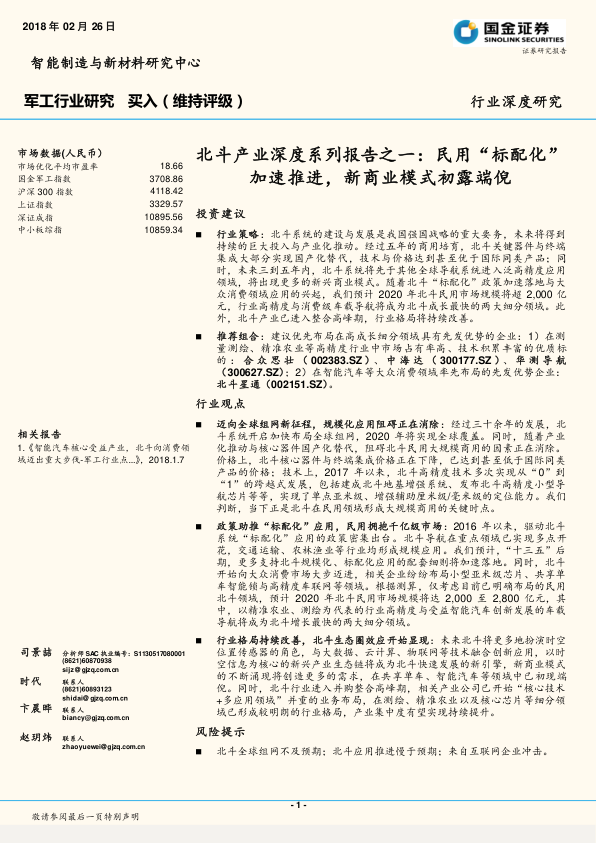 2018 年 02 月 26 日
国金证券
SINOLINK SECURITIES
证券研究报告
智能制造与新材料研究中心
军工行业研究 买入（维持评级）
行业深度研究
市场数据(人民币)
市场优化平均市盈率 18.66
国金军工指数 3708.86
沪深 300 指数 4118.42
上证指数 3329.57
深证成指 10895.56
中小板综指 10859.34
相关报告
1.《智能汽车核心受益产业，北斗向消费领
域迈出重大步伐-军工行业点...》，2018.1.7
司景喆 分析师 SAC 执业编号：S1130517080001
(8621)60870938
sijz@gjzq.com.cn
时代 联系人
(8621)60893123
shidai@gjzq.com.cn
卞晨晔 联系人
biancy@gjzq.com.cn
赵玥炜 联系人
zhaoyuewei@gjzq.com.cn
北斗产业深度系列报告之一：民用“标配化”
加速推进，新商业模式初露端倪
投资建议
■ 行业策略：北斗系统的建设与发展是我国强国战略的重大要务，未来将得到
持续的巨大投入与产业化推动。经过五年的商用培育，北斗关键器件与终端
集成大部分实现国产化替代，技术与价格达到甚至优于国际同类产品；同
时，未来三到五年内，北斗系统将先于其他全球导航系统进入泛高精度应用
领域，将出现更多的新兴商业模式。随着北斗“标配化”政策加速落地与大
众消费领域应用的兴起，我们预计 2020 年北斗民用市场规模将超 2,000 亿
元，行业高精度与消费级车载导航将成为北斗成长最快的两大细分领域。此
外，北斗产业已进入整合高峰期，行业格局将持续改善。
■ 推荐组合：建议优先布局在高成长细分领域具有先发优势的企业：1）在测
量测绘、精准农业等高精度行业中市场占有率高、技术积累丰富的优质标
的：合众思壮（002383.SZ）、中海达（300177.SZ）、华测导航
（300627.SZ）；2）在智能汽车等大众消费领域率先布局的先发优势企业：
北斗星通（002151.SZ）。
行业观点
■ 迈向全球组网新征程，规模化应用阻碍正在消除：经过三十余年的发展，北
斗系统开启加快布局全球组网，2020 年将实现全球覆盖。同时，随着产业
化推动与核心器件国产化替代，阻碍北斗民用大规模商用的因素正在消除。
价格上，北斗核心器件与终端集成价格正在下降，已达到甚至低于国际同类
产品的价格；技术上，2017 年以来，北斗高精度技术多次实现从“0”到
“1”的跨越式发展，包括建成北斗地基增强系统、发布北斗高精度小型导
航芯片等等，实现了单点亚米级、增强辅助厘米级/毫米级的定位能力。我们
判断，当下正是北斗在民用领域形成大规模商用的关键时点。
■ 政策助推“标配化”应用，民用拥抱千亿级市场：2016 年以来，驱动北斗
系统“标配化”应用的政策密集出台。北斗导航在重点领域已实现多点开
花，交通运输、农林渔业等行业均形成规模应用。我们预计，“十三五”后
期，更多支持北斗规模化、标配化应用的配套细则将加速落地。同时，北斗
开始向大众消费市场大步迈进，相关企业纷纷布局小型亚米级芯片、共享单
车智能锁与高精度车联网等领域。根据测算，仅考虑目前已明确布局的民用
北斗领域，预计 2020 年北斗民用市场规模将达 2,000 至 2,800 亿元，其
中，以精准农业、测绘为代表的行业高精度与受益智能汽车创新发展的车载
导航将成为北斗增长最快的两大细分领域。
■ 行业格局持续改善，北斗生态圈效应开始显现：未来北斗将更多地扮演时空
位置传感器的角色，与大数据、云计算、物联网等技术融合创新应用，以时
空信息为核心的新兴产业生态链将成为北斗快速发展的新引擎，新商业模式
的不断涌现将创造更多的需求，在共享单车、智能汽车等领域中已初现端
倪。同时，北斗行业进入并购整合高峰期，相关产业公司已开始“核心技术
+多应用领域”并重的业务布局，在测绘、精准农业以及核心芯片等细分领
域已形成较明朗的行业格局，产业集中度有望实现持续提升。
风险提示
■ 北斗全球组网不及预期；北斗应用推进慢于预期；来自互联网企业冲击。
- 1 -
敬请参阅最后一页特别声明